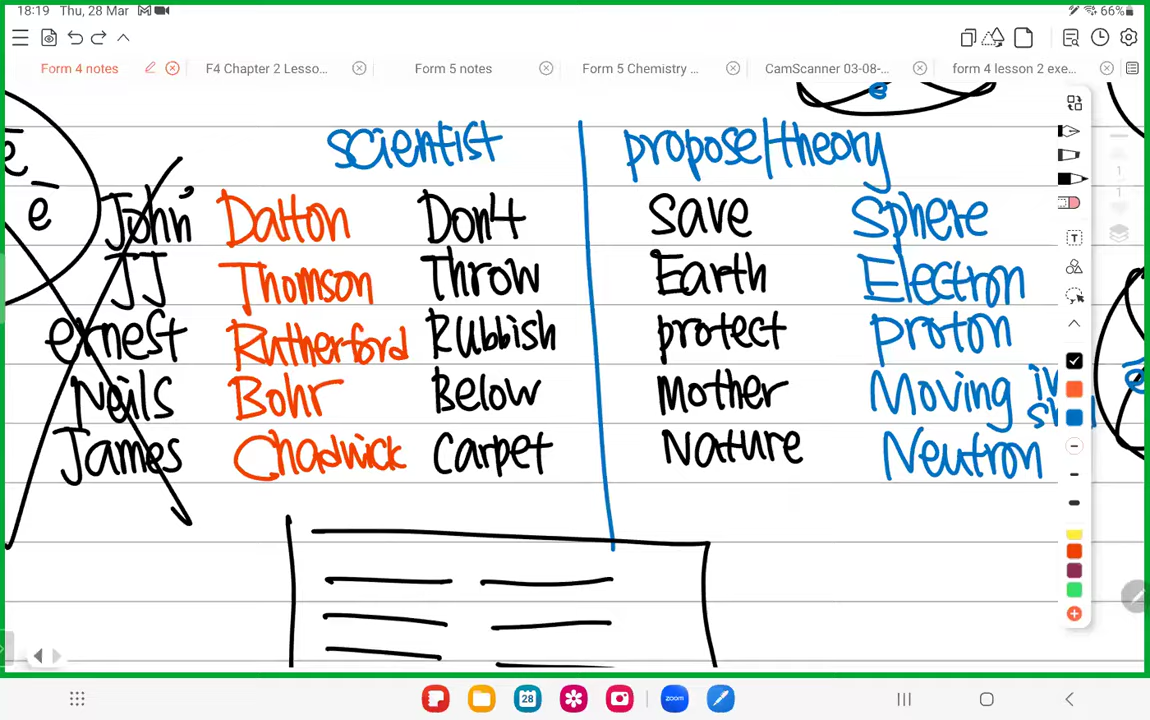 18:19 Thu, 28 Mar 66%
Form 4 notes F4 Chapter 2 Lesso... Form 5 notes Form 5 Chemistry ... CamScanner 03-08-... form 4 lesson 2 exe...
e
e
scientist propose/theory
John Dalton Don't Save Sphere
JJ Thomson Throw Earth Electron
ernest Rutherford Rubbish protect proton
Neils Bohr Below Mother Moving
James Chadwick Carpet Nature Neutron
28 zoom